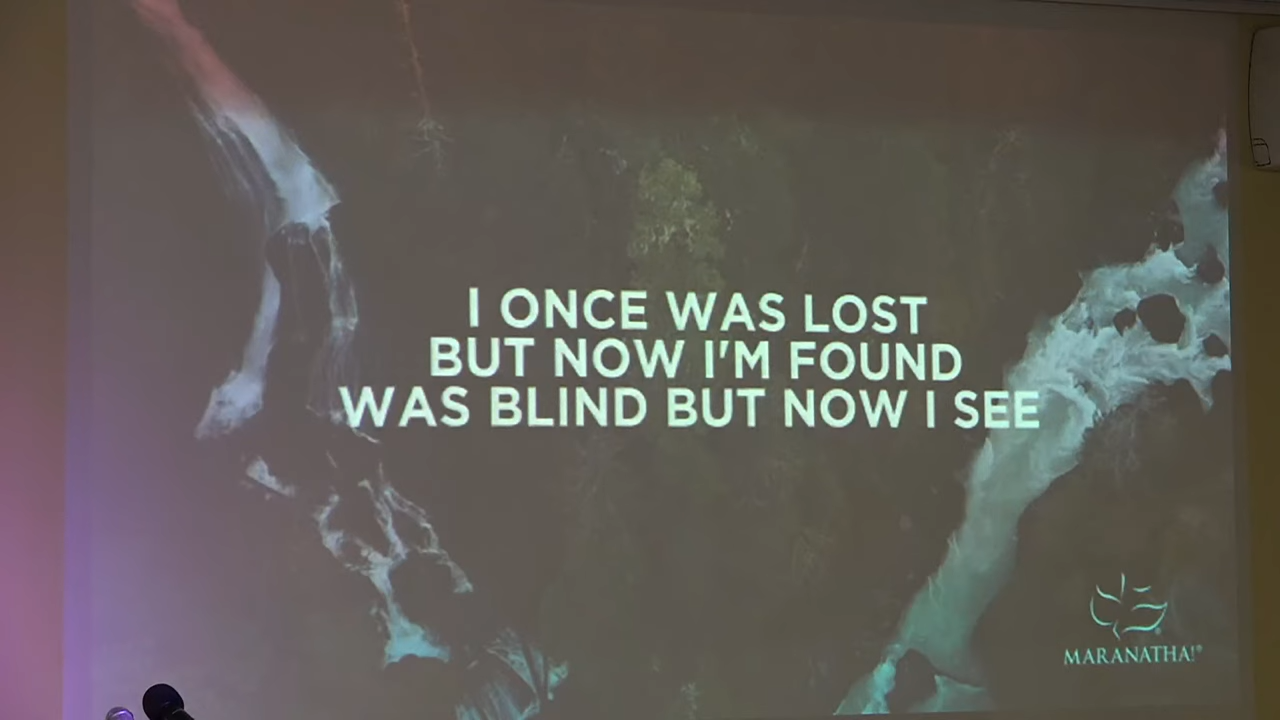 I ONCE WAS LOST
BUT NOW I'M FOUND
WAS BLIND BUT NOW I SEE
MARANATHA!®